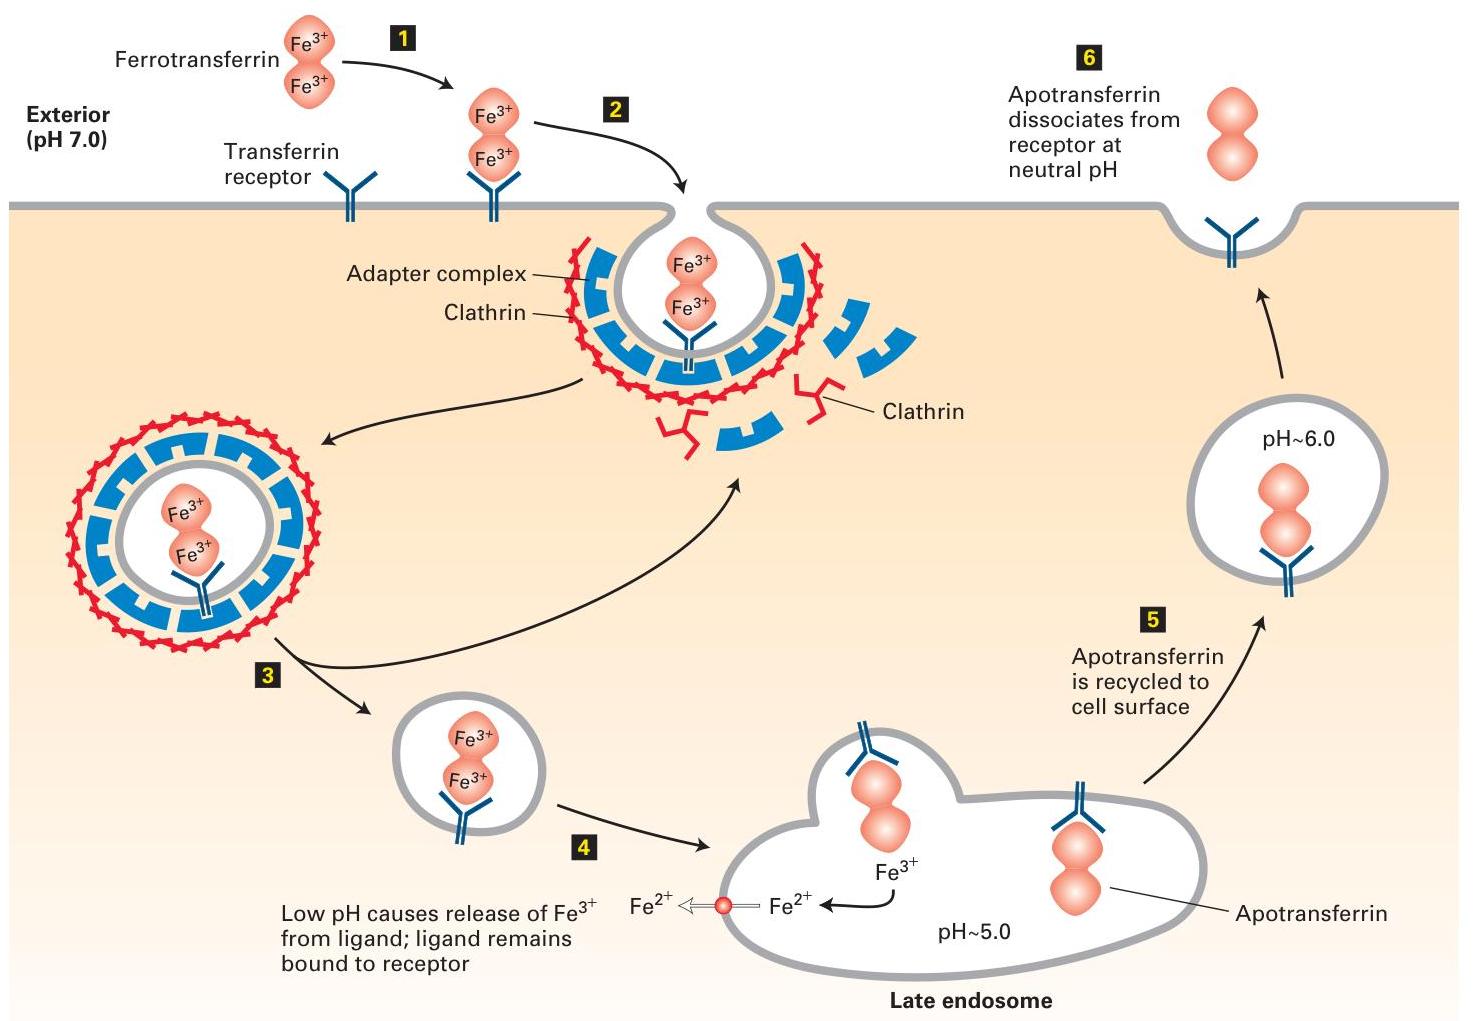 Ferrotransferrin
Fe³⁺
Fe³⁺
1
Exterior
(pH 7.0)
Transferrin
receptor
Fe³⁺
Fe³⁺
2
6
Apotransferrin
dissociates from
receptor at
neutral pH
Adapter complex
Clathrin
Fe³⁺
Fe³⁺
Clathrin
Fe³⁺
Fe³⁺
3
pH~6.0
5
Apotransferrin
is recycled to
cell surface
Fe³⁺
Fe³⁺
4
Low pH causes release of Fe³⁺
from ligand; ligand remains
bound to receptor
Fe³⁺
Fe²⁺
Fe²⁺
pH~5.0
Apotransferrin
Late endosome